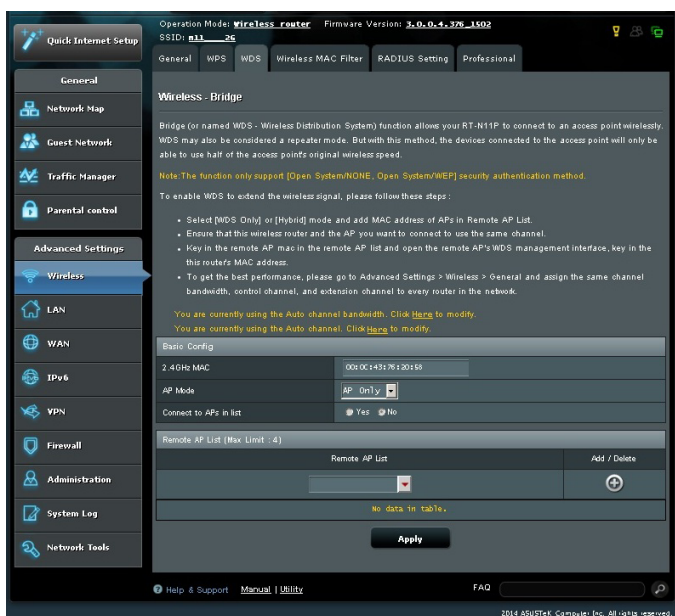 Operation Mode: Wireless router Firmware Version: 3.0.0.4.376_1502
SSID: n11___26
Quick Internet Setup
General WPS WDS Wireless MAC Filter RADIUS Setting Professional
General
Network Map
Guest Network
Traffic Manager
Parental control
Advanced Settings
Wireless
LAN
WAN
IPv6
VPN
Firewall
Administration
System Log
Network Tools
Wireless - Bridge
Bridge (or named WDS - Wireless Distribution System) function allows your RT-N11P to connect to an access point wirelessly.
WDS may also be considered a repeater mode. But with this method, the devices connected to the access point will only be
able to use half of the access point's original wireless speed.
Note:The function only support [Open System/NONE, Open System/WEP] security authentication method.
To enable WDS to extend the wireless signal, please follow these steps :
• Select [WDS Only] or [Hybrid] mode and add MAC address of APs in Remote AP List.
• Ensure that this wireless router and the AP you want to connect to use the same channel.
• Key in the remote AP mac in the remote AP list and open the remote AP's WDS management interface, key in the
this router's MAC address.
• To get the best performance, please go to Advanced Settings > Wireless > General and assign the same channel
bandwidth, control channel, and extension channel to every router in the network.
You are currently using the Auto channel bandwidth. Click Here to modify.
You are currently using the Auto channel. Click Here to modify.
Basic Config
2.4GHz MAC 00:0C:43:76:20:58
AP Mode AP Only
Connect to APs in list Yes No
Remote AP List (Max Limit : 4)
Remote AP List Add / Delete
No data in table.
Apply
Help & Support Manual | Utility FAQ
2014 ASUSTeK Computer Inc. All rights reserved.